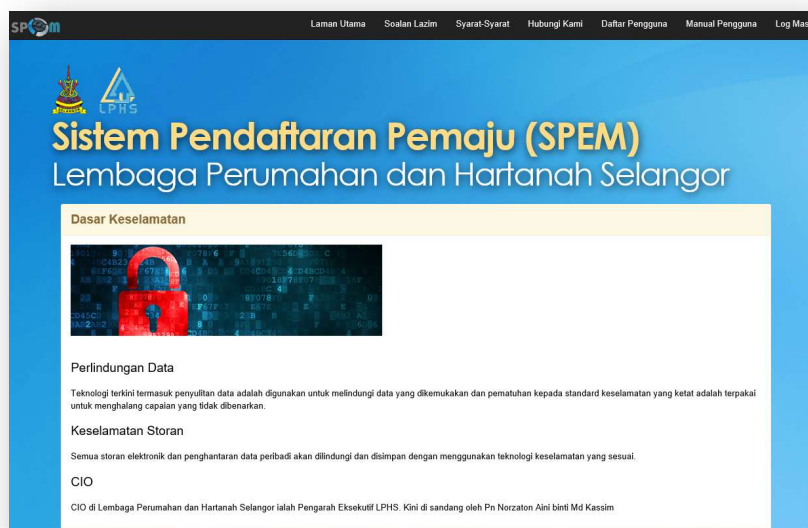 SPEM
Laman Utama Soalan Lazim Syarat-Syarat Hubungi Kami Daftar Pengguna Manual Pengguna Log Mas
SELANGOR
LPHS
Sistem Pendaftaran Pemaju (SPEM)
Lembaga Perumahan dan Hartanah Selangor
Dasar Keselamatan
Perlindungan Data
Teknologi terkini termasuk penyulitan data adalah digunakan untuk melindungi data yang dikemukakan dan pematuhan kepada standard keselamatan yang ketat adalah terpakai
untuk menghalang capaian yang tidak dibenarkan.
Keselamatan Storan
Semua storan elektronik dan penghantaran data peribadi akan dilindungi dan disimpan dengan menggunakan teknologi keselamatan yang sesuai.
CIO
CIO di Lembaga Perumahan dan Hartanah Selangor ialah Pengarah Eksekutif LPHS. Kini di sandang oleh Pn Norzaton Aini binti Md Kassim